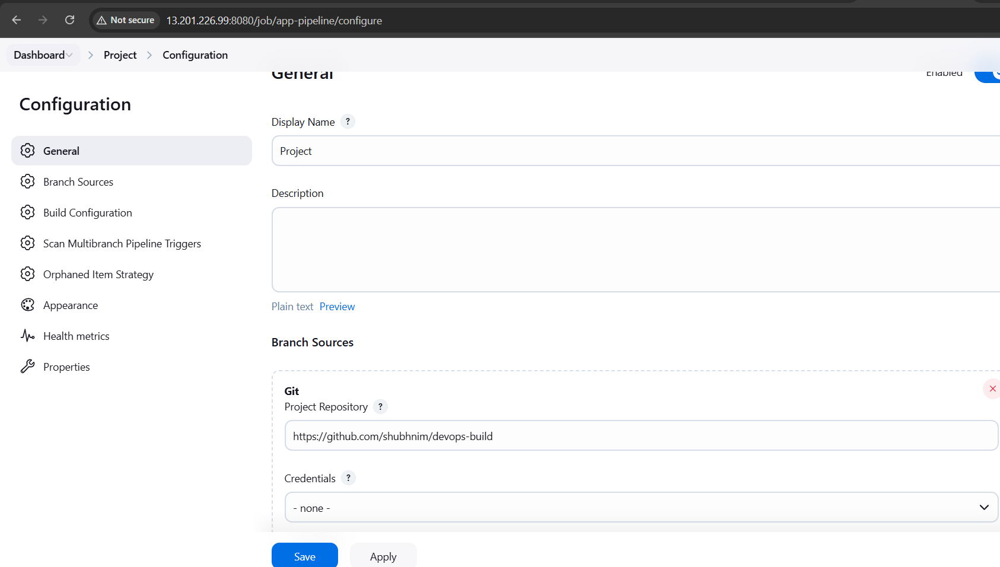 Not secure 13.201.226.99:8080/job/app-pipeline/configure
Dashboard Project Configuration
General
Enabled
Configuration
General
Branch Sources
Build Configuration
Scan Multibranch Pipeline Triggers
Orphaned Item Strategy
Appearance
Health metrics
Properties
Display Name ?
Project
Description
Plain text Preview
Branch Sources
Git
Project Repository ?
https://github.com/shubhnim/devops-build
Credentials ?
- none -
Save Apply